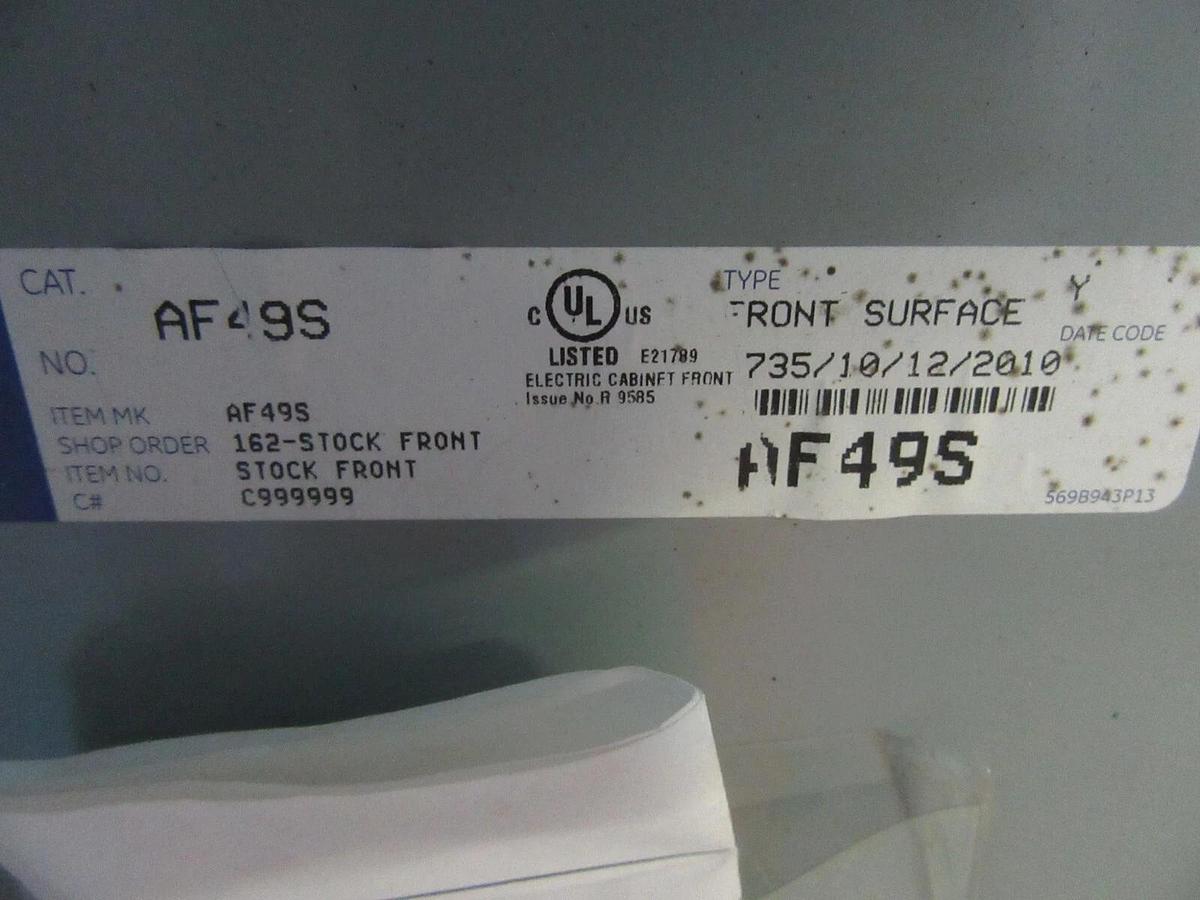 CAT.
NO.
AF49S
ITEM MK AF49S
SHOP ORDER 162-STOCK FRONT
ITEM NO. STOCK FRONT
C# C999999
C UL US
LISTED E21789
ELECTRIC CABINET FRONT
Issue No.R 9585
TYPE
FRONT SURFACE
Y
DATE CODE
735/10/12/2010
AF49S
569B943P13